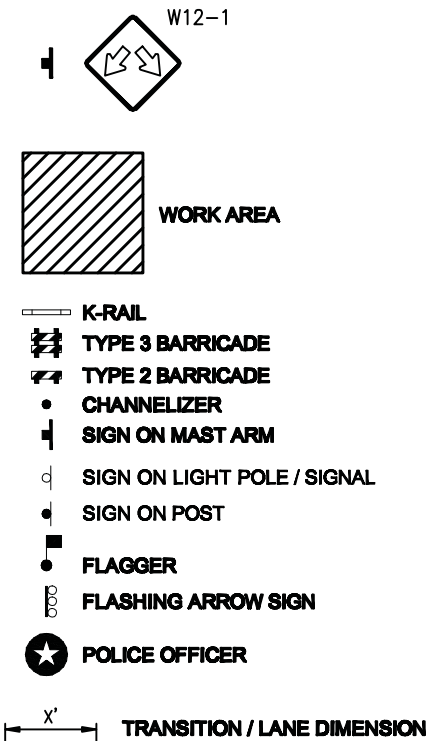 W12-1
WORK AREA
K-RAIL
TYPE 3 BARRICADE
TYPE 2 BARRICADE
CHANNELIZER
SIGN ON MAST ARM
SIGN ON LIGHT POLE / SIGNAL
SIGN ON POST
FLAGGER
FLASHING ARROW SIGN
POLICE OFFICER
X' TRANSITION / LANE DIMENSION